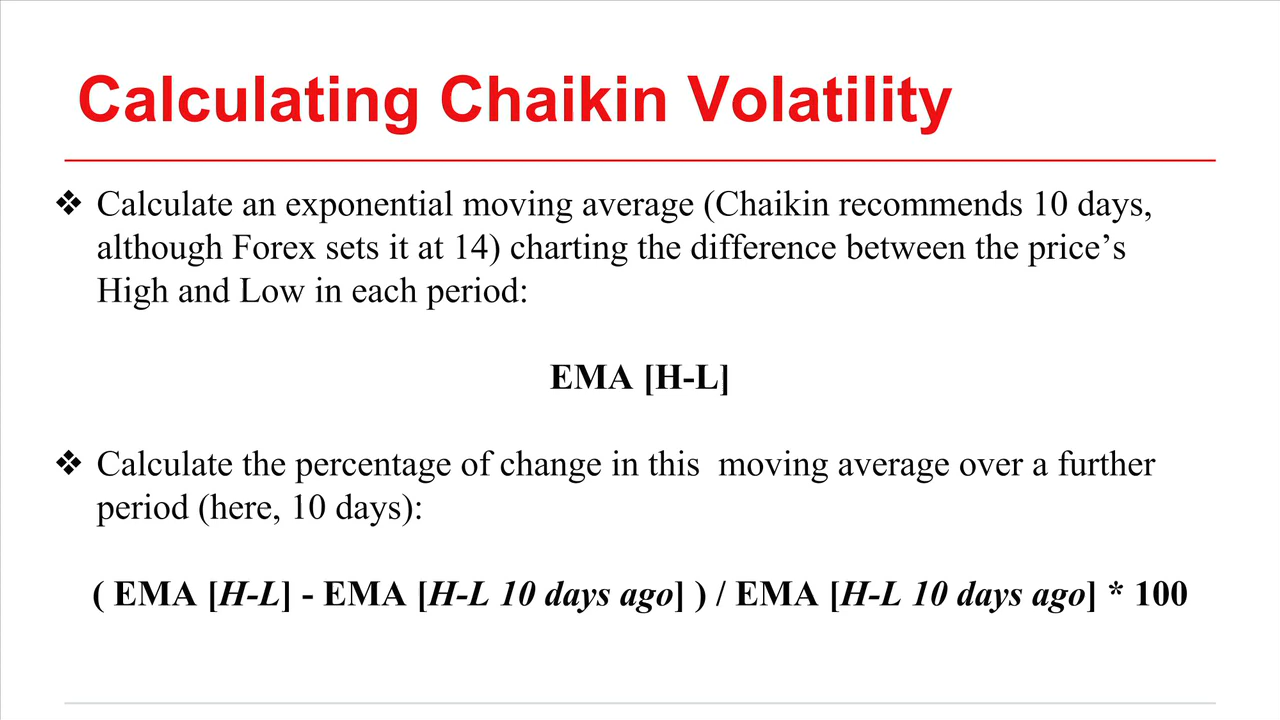 Calculating Chaikin Volatility
❖ Calculate an exponential moving average (Chaikin recommends 10 days,
although Forex sets it at 14) charting the difference between the price’s
High and Low in each period:
EMA [H-L]
❖ Calculate the percentage of change in this  moving average over a further
period (here, 10 days):
( EMA [H-L] - EMA [H-L 10 days ago] ) / EMA [H-L 10 days ago] * 100